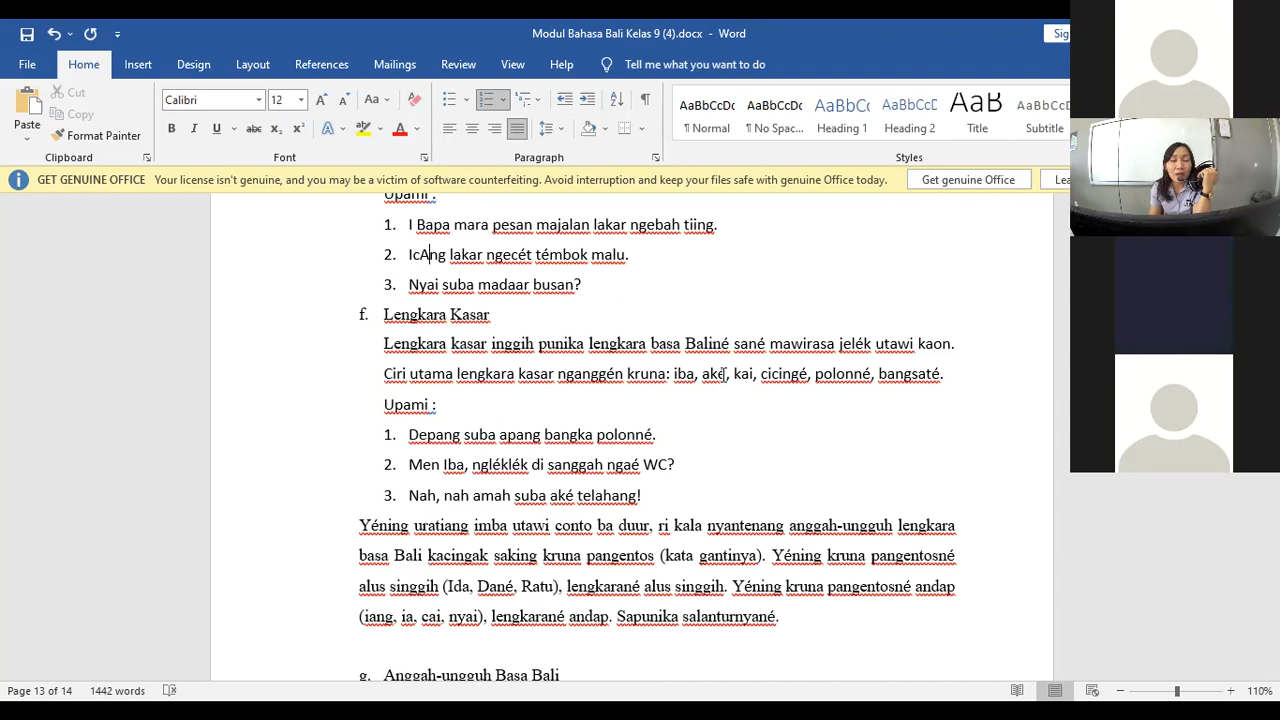 Modul Bahasa Bali Kelas 9 (4).docx - Word
Sig
File Home Insert Design Layout References Mailings Review View Help Tell me what you want to do
Paste
Cut
Copy
Format Painter
Calibri 12
Aa
B I U abc x₂ x² A A
AaBbCcDc AaBbCcDc AaBbCcD AaBbCcD AaB AaBbCcD
¶ Normal ¶ No Spac... Heading 1 Heading 2 Title Subtitle
Clipboard Font Paragraph Styles
GET GENUINE OFFICE Your license isn't genuine, and you may be a victim of software counterfeiting. Avoid interruption and keep your files safe with genuine Office today. Get genuine Office Lea
Upami :
1. I Bapa mara pesan majalan lakar ngebah tiing.
2. IcAng lakar ngecét témbok malu.
3. Nyai suba madaar busan?
f. Lengkara Kasar
Lengkara kasar inggih punika lengkara basa Baliné sané mawirasa jelék utawi kaon.
Ciri utama lengkara kasar nganggén kruna: iba, aké, kai, cicingé, polonné, bangsaté.
Upami :
1. Depang suba apang bangka polonné.
2. Men Iba, ngléklék di sanggah ngaé WC?
3. Nah, nah amah suba aké telahang!
Yéning uratiang imba utawi conto ba duur, ri kala nyantenang anggah-ungguh lengkara
basa Bali kacingak saking kruna pangentos (kata gantinya). Yéning kruna pangentosné
alus singgih (Ida, Dané, Ratu), lengkarané alus singgih. Yéning kruna pangentosné andap
(iang, ia, cai, nyai), lengkarané andap. Sapunika salanturnyané.
g. Anggah-ungguh Basa Bali
Page 13 of 14 1442 words 110%